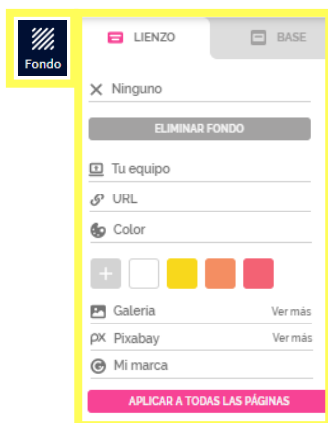 Fondo
LIENZO
BASE
Ninguno
ELIMINAR FONDO
Tu equipo
URL
Color
Galeria Ver más
px Pixabay Ver más
Mi marca
APLICAR A TODAS LAS PÁGINAS